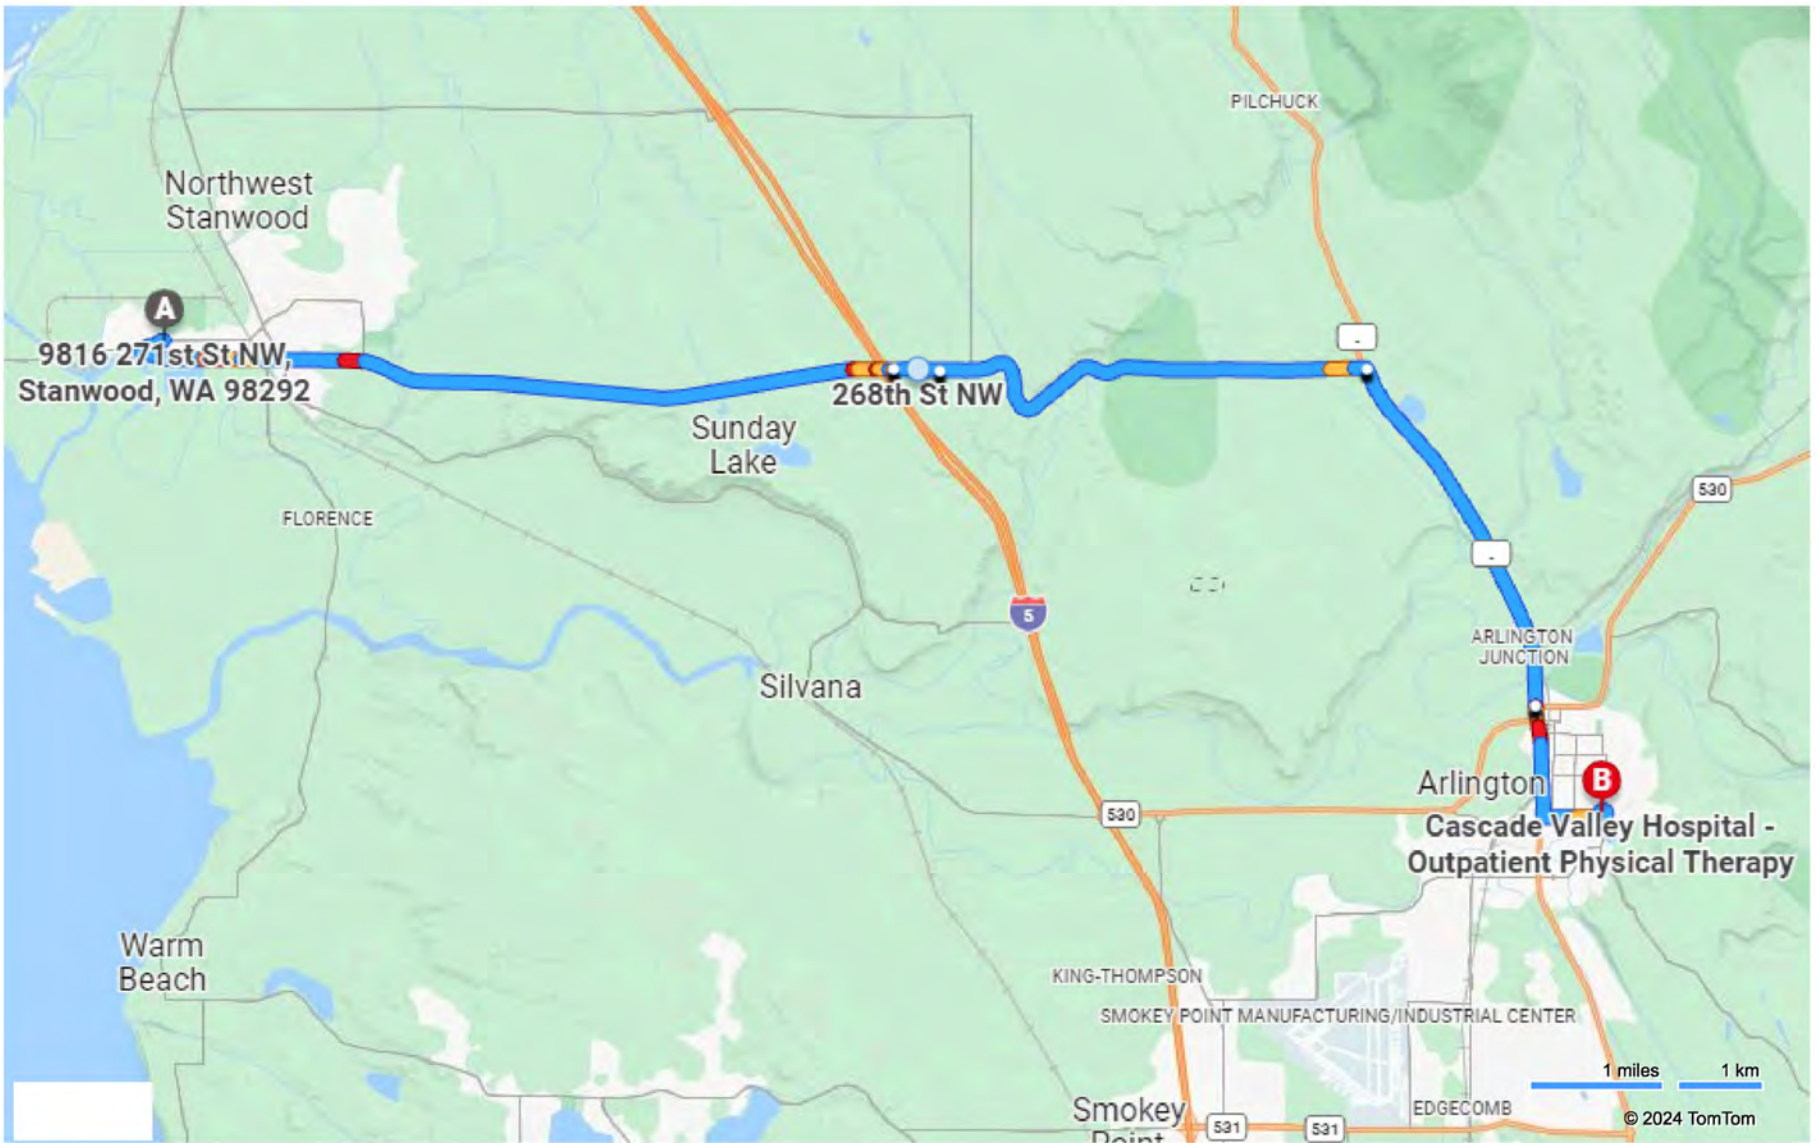 PILCHUCK
Northwest
Stanwood
A
9816 271st St NW,
Stanwood, WA 98292
268th St NW
Sunday
Lake
530
FLORENCE
5
ARLINGTON
JUNCTION
Silvana
Arlington
B
530
Cascade Valley Hospital -
Outpatient Physical Therapy
Warm
Beach
KING-THOMPSON
SMOKEY POINT MANUFACTURING/INDUSTRIAL CENTER
1 miles
1 km
Smokey
Point
531
531
EDGECOMB
© 2024 TomTom